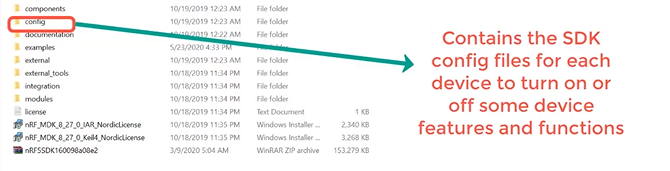 components 10/19/2019 12:23 AM File folder
config 10/19/2019 12:23 AM File folder
documentation 10/19/2019 12:22 AM File folder
examples 5/23/2020 4:33 PM File folder
external 10/19/2019 12:23 AM File folder
external_tools 10/18/2019 11:34 PM File folder
integration 10/18/2019 11:34 PM File folder
modules 10/18/2019 11:34 PM File folder
license 10/18/2019 11:34 PM Text Document 1 KB
nRF_MDK_8_27_0_IAR_NordicLicense 10/18/2019 11:34 PM Windows Installer ... 2,340 KB
nRF_MDK_8_27_0_Keil4_NordicLicense 10/18/2019 11:34 PM Windows Installer ... 3,268 KB
nRF5SDK160098a08e2 3/9/2020 5:04 AM WinRAR ZIP archive 153,279 KB
Contains the SDK
config files for each
device to turn on or
off some device
features and functions